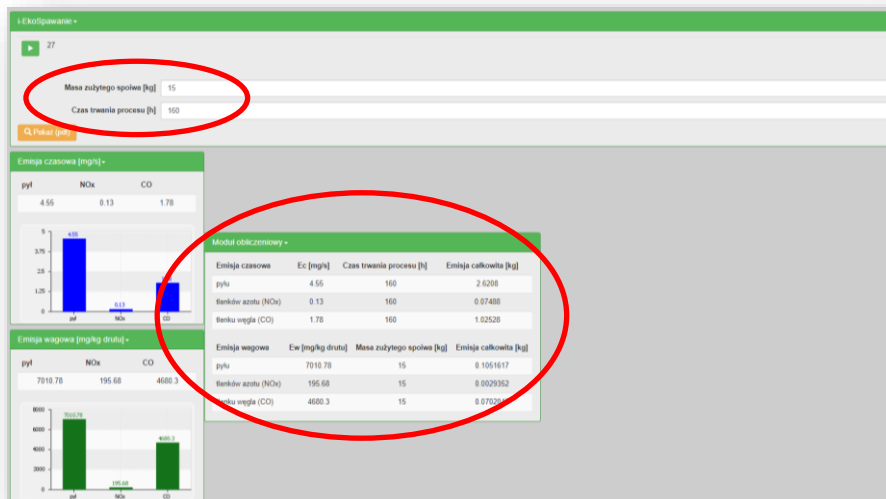 i-EkoSpawanie
27
Masa zużytego spoiwa [kg] 15
Czas trwania procesu [h] 160
Pokaż (pdf)
Emisja czasowa [mg/s]
pył NOx CO
4.55 0.13 1.78
5
3.75
2.5
1.25
0
4.55
0.13
pył NOx CO
Moduł obliczeniowy
Emisja czasowa Ec [mg/s] Czas trwania procesu [h] Emisja całkowita [kg]
pyłu 4.55 160 2.6208
tlenków azotu (NOx) 0.13 160 0.07488
tlenku węgla (CO) 1.78 160 1.02528
Emisja wagowa Ew [mg/kg drutu] Masa zużytego spoiwa [kg] Emisja całkowita [kg]
pyłu 7010.78 15 0.1051617
tlenków azotu (NOx) 195.68 15 0.0029352
tlenku węgla (CO) 4680.3 15
Emisja wagowa [mg/kg drutu]
pył NOx CO
7010.78 195.68 4680.3
8000
6000
4000
2000
0
7010.78
195.68
4680.3
pył NOx CO